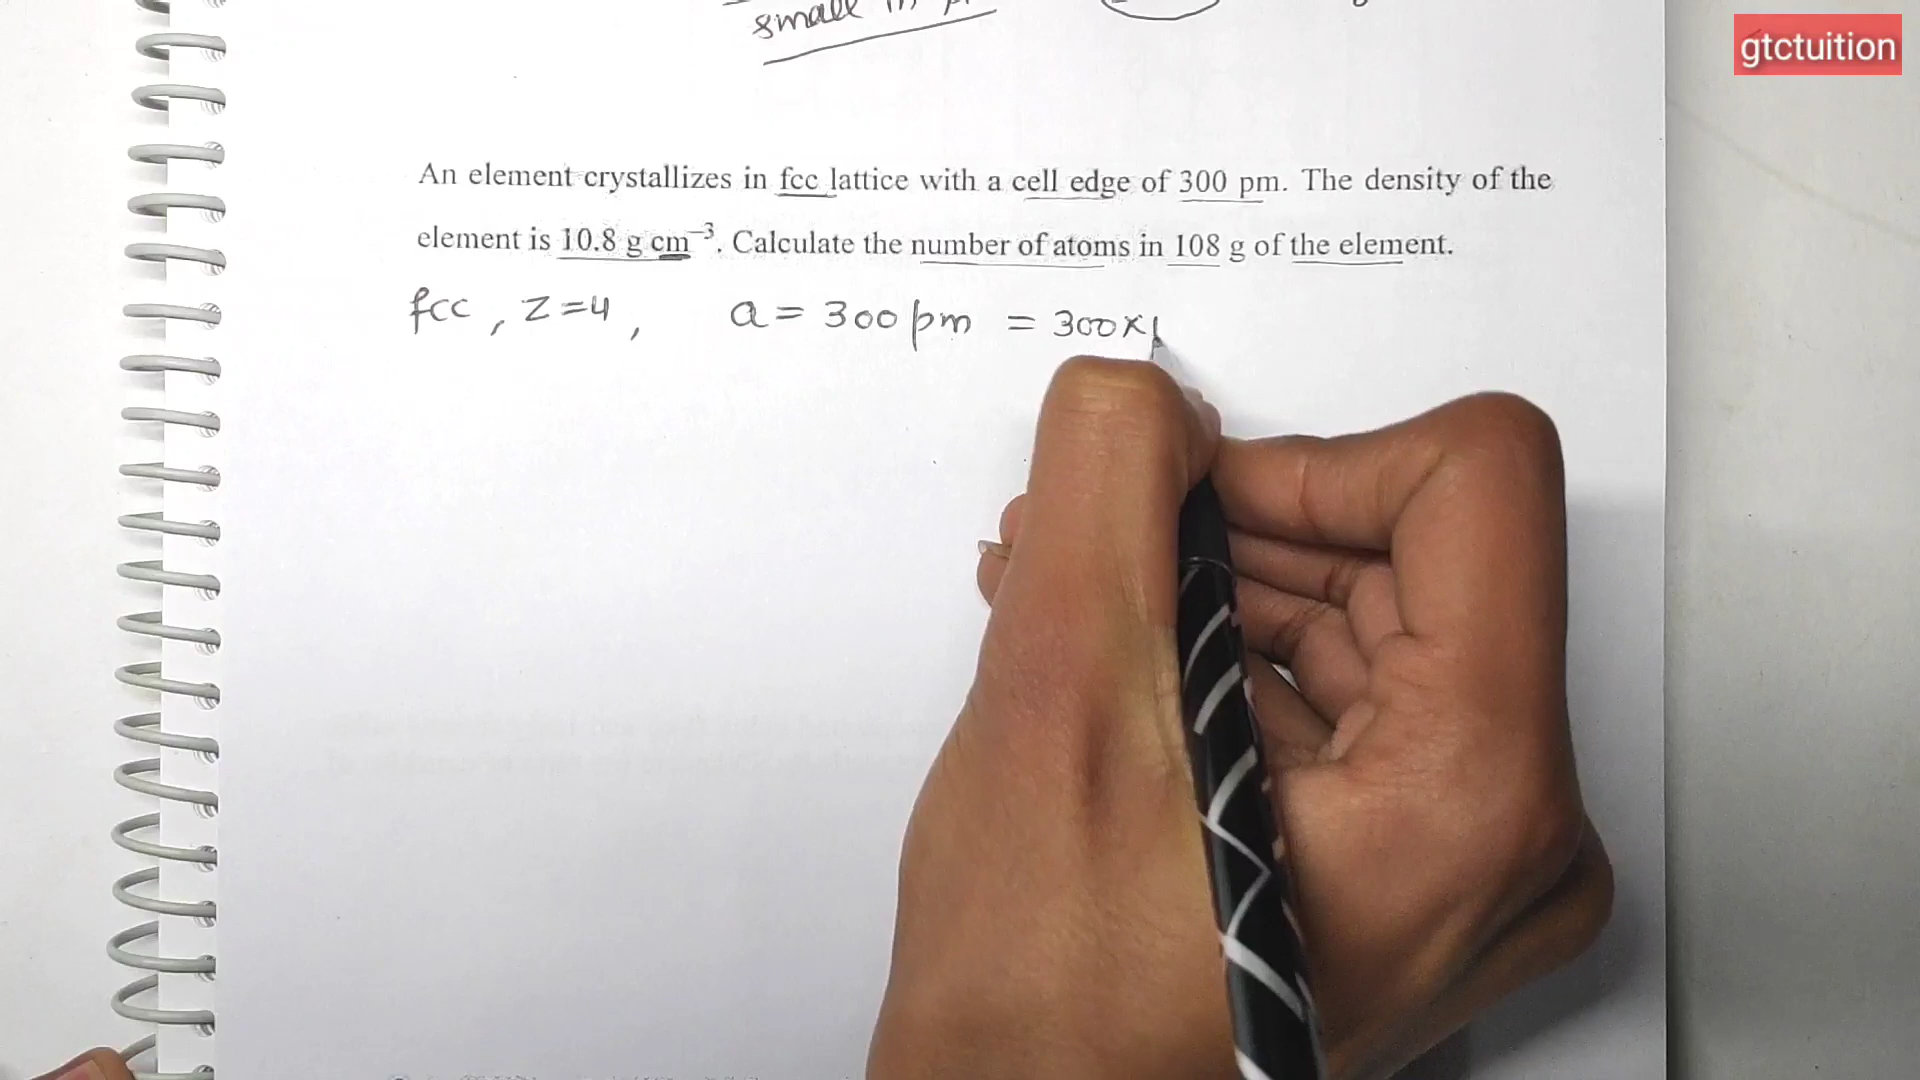 small in
gtctuition
An element crystallizes in fcc lattice with a cell edge of 300 pm. The density of the
element is 10.8 g cm⁻³. Calculate the number of atoms in 108 g of the element.
fcc, z=4, a = 300 pm = 300×1